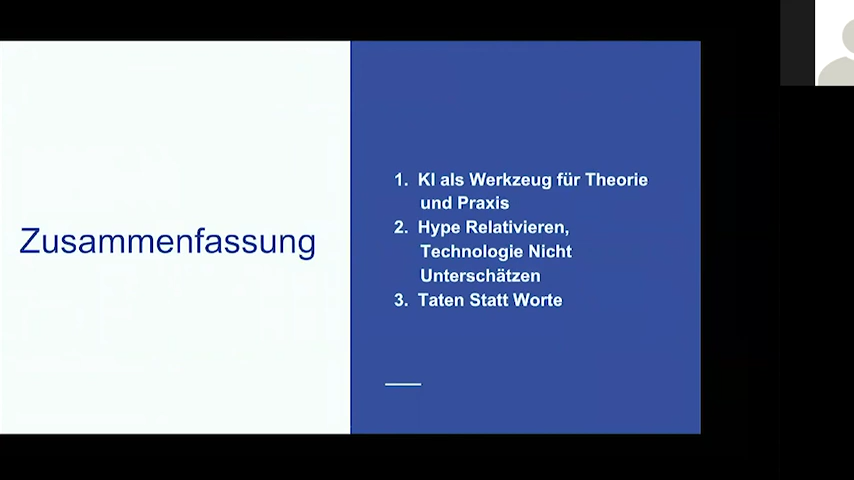 Zusammenfassung
1. KI als Werkzeug für Theorie
und Praxis
2. Hype Relativieren,
Technologie Nicht
Unterschätzen
3. Taten Statt Worte